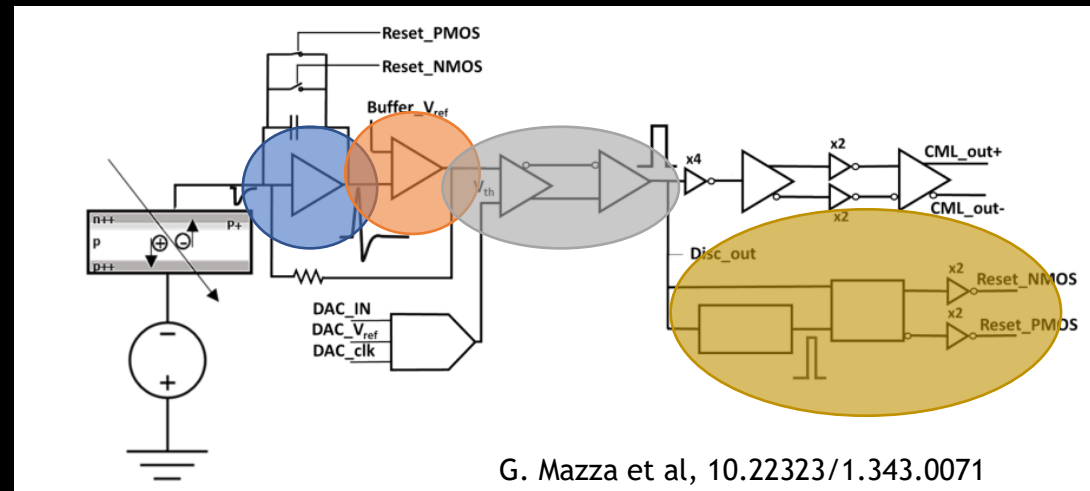 Reset_PMOS
Reset_NMOS
Buffer_Vref
x4
x2
CML_out+
Vth
n++
P+
p
p++
x2
CML_out-
Disc_out
x2
Reset_NMOS
x2
Reset_PMOS
DAC_IN
DAC_Vref
DAC_clk
G. Mazza et al, 10.22323/1.343.0071